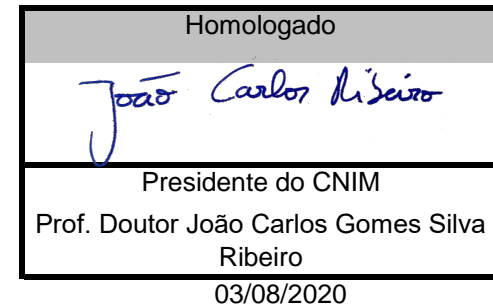 Homologado
João Carlos Ribeiro
Presidente do CNIM
Prof. Doutor João Carlos Gomes Silva
Ribeiro
03/08/2020